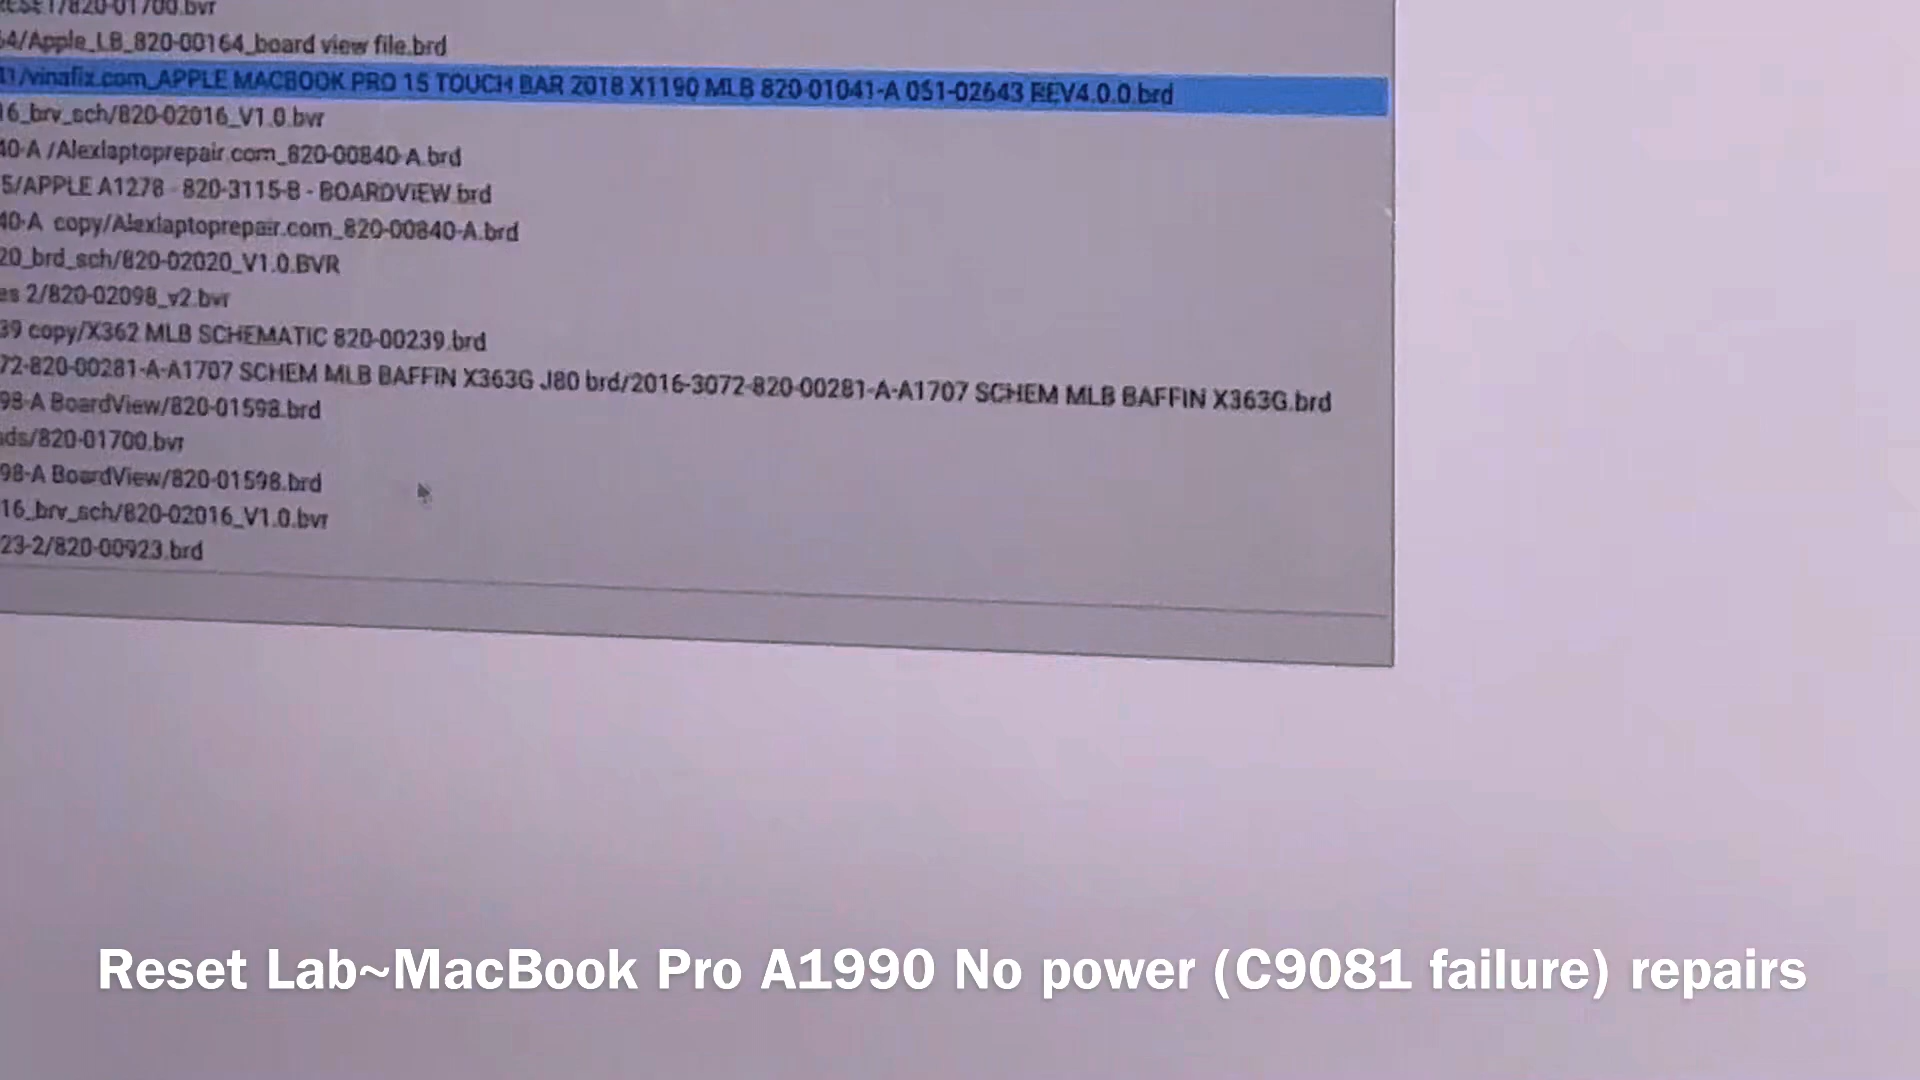 RESET/820-01700.bvr
64/Apple_LB_820-00164_board view file.brd
41/vinafix.com_APPLE MACBOOK PRO 15 TOUCH BAR 2018 X1190 MLB 820-01041-A 051-02643 REV4.0.0.brd
16_brv_sch/820-02016_V1.0.bvr
40-A /Alexlaptoprepair.com_820-00840-A.brd
5/APPLE A1278 - 820-3115-B - BOARDVIEW.brd
40-A copy/Alexlaptoprepair.com_820-00840-A.brd
20_brd_sch/820-02020_V1.0.BVR
es 2/820-02098_v2.bvr
39 copy/X362 MLB SCHEMATIC 820-00239.brd
72-820-00281-A-A1707 SCHEM MLB BAFFIN X363G J80 brd/2016-3072-820-00281-A-A1707 SCHEM MLB BAFFIN X363G.brd
98-A BoardView/820-01598.brd
ads/820-01700.bvr
98-A BoardView/820-01598.brd
16_brv_sch/820-02016_V1.0.bvr
23-2/820-00923.brd
Reset Lab~MacBook Pro A1990 No power (C9081 failure) repairs